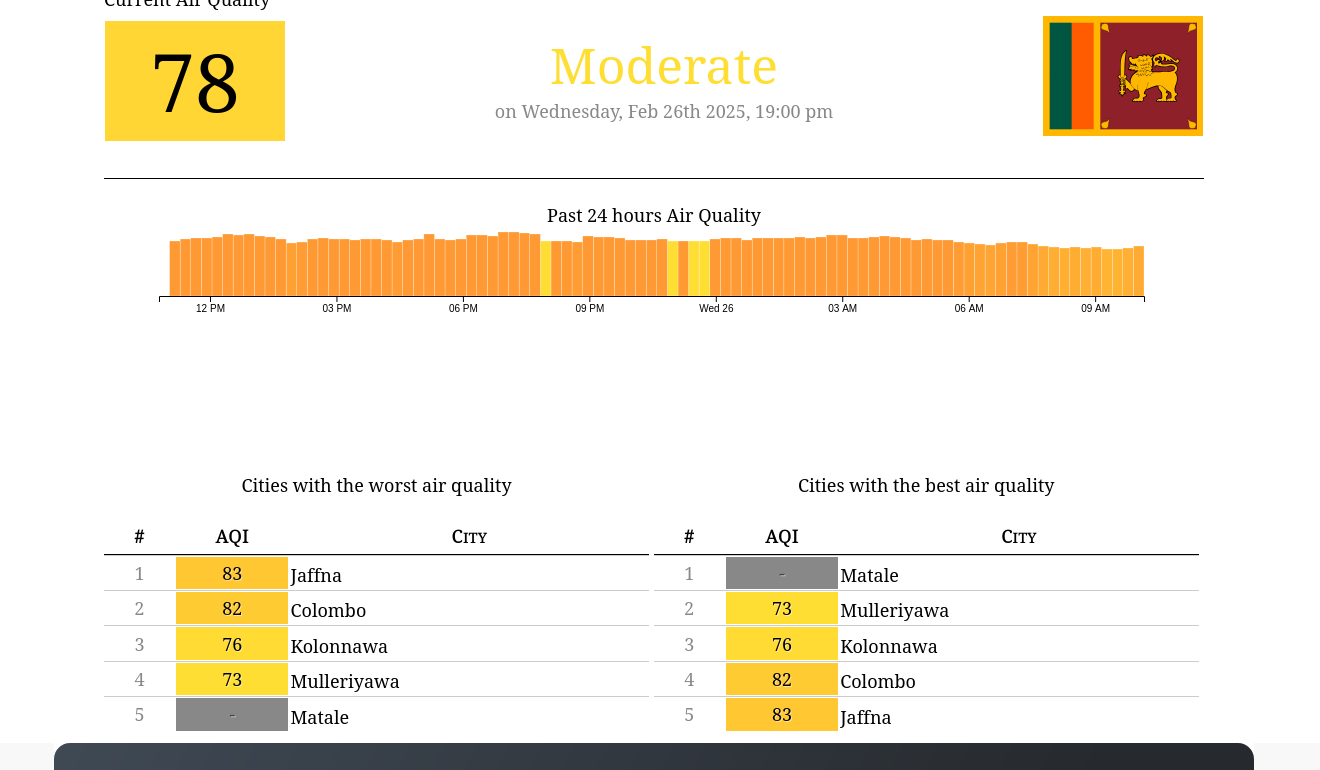 Current Air Quality
78
Moderate
on Wednesday, Feb 26th 2025, 19:00 pm
Past 24 hours Air Quality
12 PM 03 PM 06 PM 09 PM Wed 26 03 AM 06 AM 09 AM
Cities with the worst air quality
# AQI City
1 83 Jaffna
2 82 Colombo
3 76 Kolonnawa
4 73 Mulleriyawa
5 - Matale
Cities with the best air quality
# AQI City
1 - Matale
2 73 Mulleriyawa
3 76 Kolonnawa
4 82 Colombo
5 83 Jaffna